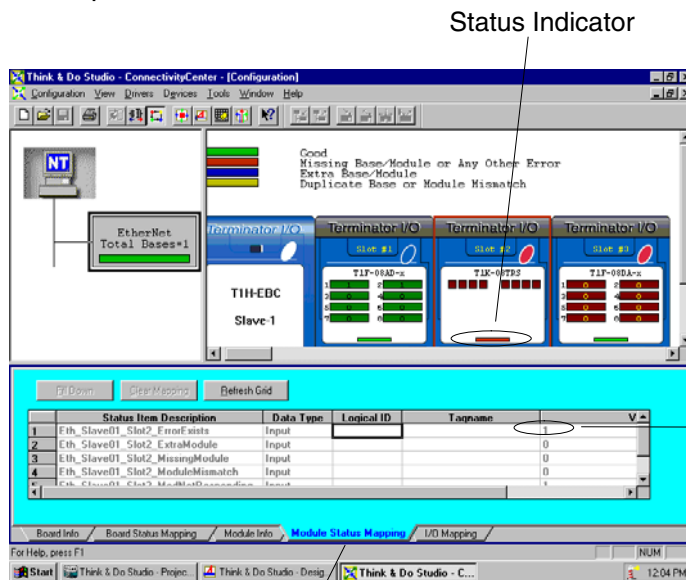 Status Indicator
Think & Do Studio - ConnectivityCenter - [Configuration]
Configuration View Drivers Devices Tools Window Help
NT
Good
Missing Base/Module or Any Other Error
Extra Base/Module
Duplicate Base or Module Mismatch
EtherNet
Total Bases=1
Terminator I/O
T1H-EBC
Slave-1
Terminator I/O
Slot #1
T1F-08AD-x
Terminator I/O
Slot #2
T1K-08TRS
Terminator I/O
Slot #3
T1F-08DA-x
Fill Down Clear Mapping Refresh Grid
Status Item Description Data Type Logical ID Tagname V
1 Eth_Slave01_Slot2_ErrorExists Input 1
2 Eth_Slave01_Slot2_ExtraModule Input 0
3 Eth_Slave01_Slot2_MissingModule Input 0
4 Eth_Slave01_Slot2_ModuleMismatch Input 0
Board Info Board Status Mapping Module Info Module Status Mapping I/O Mapping
For Help, press F1 NUM
Start Think & Do Studio - Projec... Think & Do Studio - Desig Think & Do Studio - C... 12:04 PM